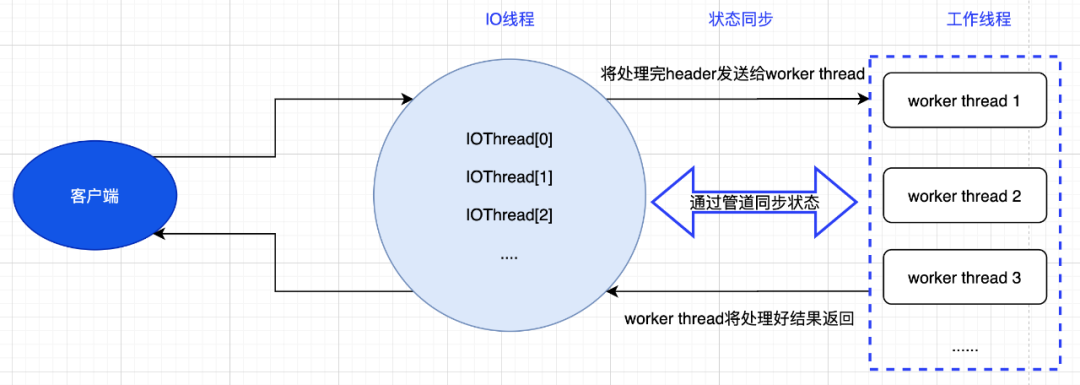 IO线程
状态同步
工作线程
将处理完header发送给worker thread
worker thread 1
IOThread[0]
IOThread[1]
客户端
通过管道同步状态
worker thread 2
IOThread[2]
....
worker thread 3
worker thread将处理好结果返回
......